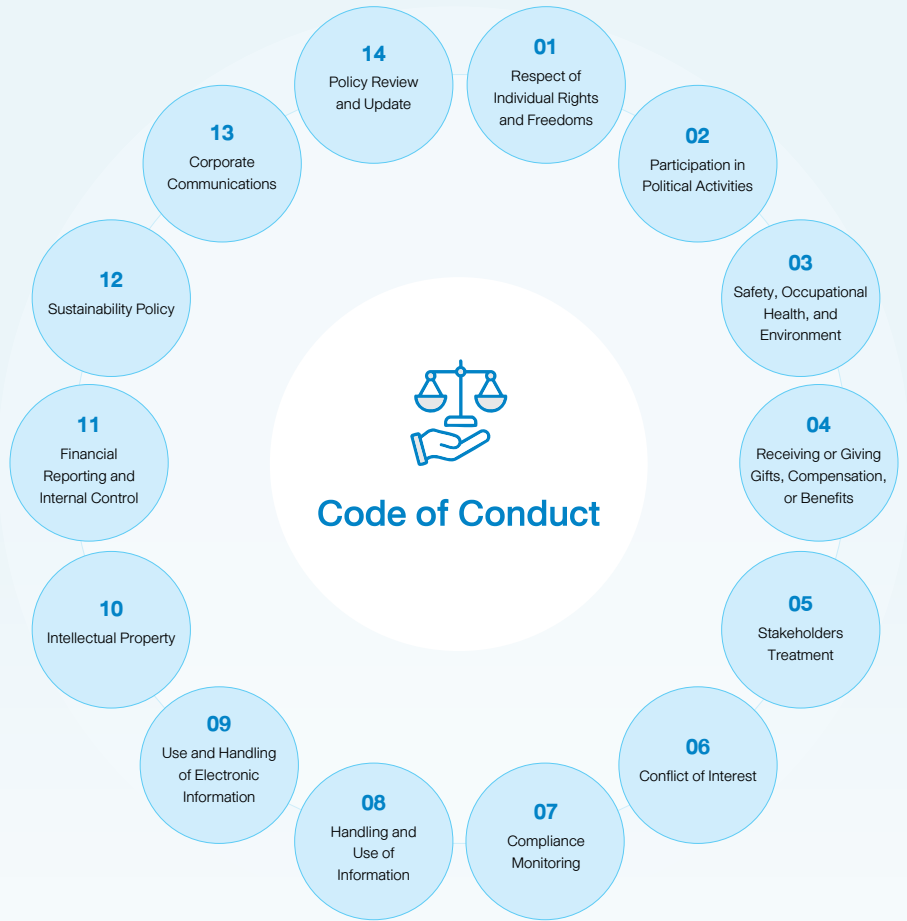 01
Respect of
Individual Rights
and Freedoms
02
Participation in
Political Activities
03
Safety, Occupational
Health, and
Environment
04
Receiving or Giving
Gifts, Compensation,
or Benefits
05
Stakeholders
Treatment
06
Conflict of Interest
07
Compliance
Monitoring
08
Handling and
Use of
Information
09
Use and Handling
of Electronic
Information
10
Intellectual Property
11
Financial
Reporting and
Internal Control
12
Sustainability Policy
13
Corporate
Communications
14
Policy Review
and Update
Code of Conduct